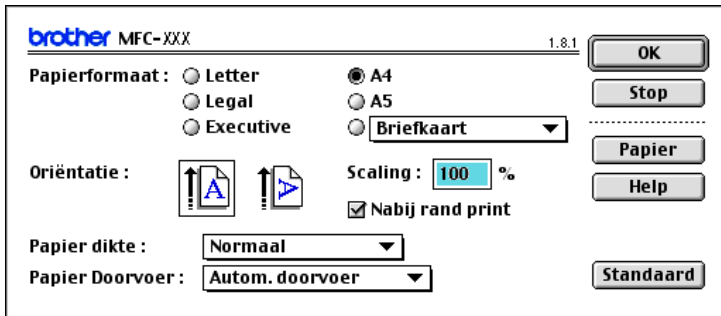 brother MFC-XXX 1.8.1
OK
Papierformaat : Letter A4
Legal A5
Stop
Executive Briefkaart
Papier
Oriëntatie : A A Scaling : 100 %
Help
Nabij rand print
Papier dikte : Normaal
Papier Doorvoer : Autom. doorvoer
Standaard